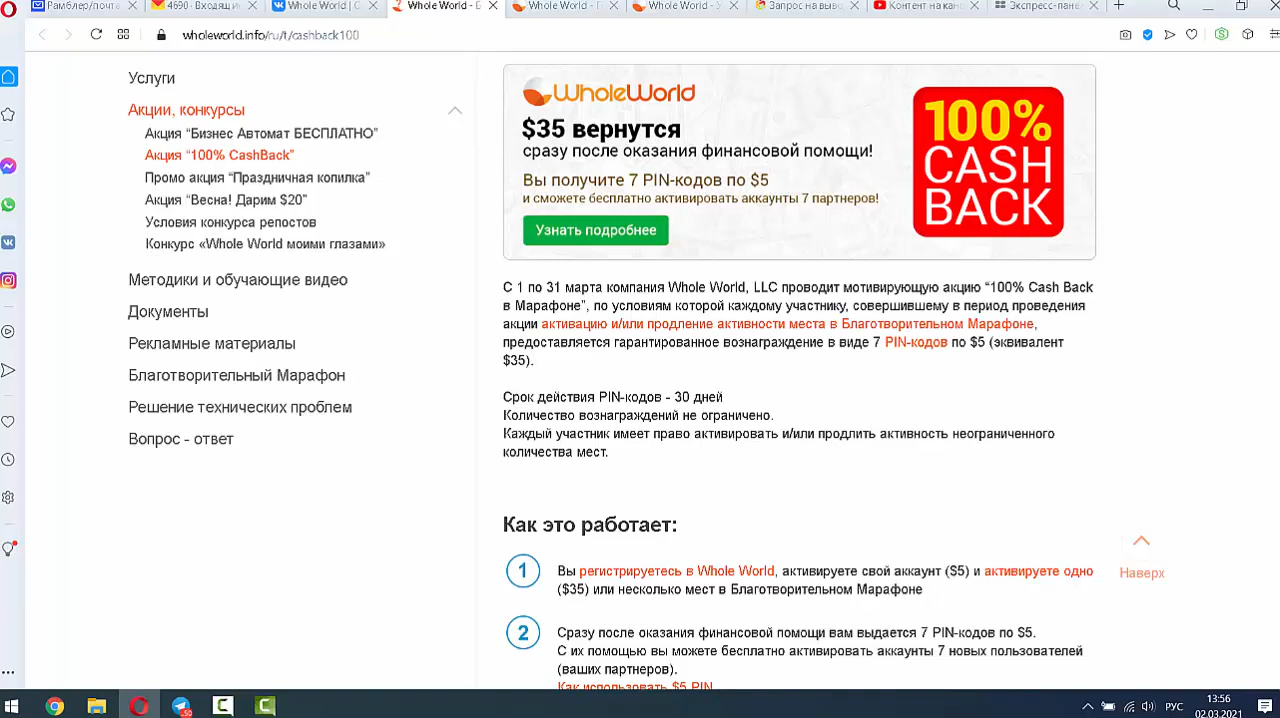 Рамблер/почта
4690 - Входящи
Whole World | С
Whole World - Б
Whole World - Г
Whole World - У
Запрос на выво
Контент на кана
Экспресс-панел
wholeworld.info/ru/t/cashback100
Услуги
Акции, конкурсы
Акция “Бизнес Автомат БЕСПЛАТНО”
Акция “100% CashBack”
Промо акция “Праздничная копилка”
Акция “Весна! Дарим $20”
Условия конкурса репостов
Конкурс «Whole World моими глазами»
Методики и обучающие видео
Документы
Рекламные материалы
Благотворительный Марафон
Решение технических проблем
Вопрос - ответ
WholeWorld
$35 вернутся
сразу после оказания финансовой помощи!
Вы получите 7 PIN-кодов по $5
и сможете бесплатно активировать аккаунты 7 партнеров!
Узнать подробнее
100%
CASH
BACK
С 1 по 31 марта компания Whole World, LLC проводит мотивирующую акцию “100% Cash Back
в Марафоне”, по условиям которой каждому участнику, совершившему в период проведения
акции активацию и/или продление активности места в Благотворительном Марафоне,
предоставляется гарантированное вознаграждение в виде 7 PIN-кодов по $5 (эквивалент
$35).
Срок действия PIN-кодов - 30 дней
Количество вознаграждений не ограничено.
Каждый участник имеет право активировать и/или продлить активность неограниченного
количества мест.
Как это работает:
1
Вы регистрируетесь в Whole World, активируете свой аккаунт ($5) и активируете одно
($35) или несколько мест в Благотворительном Марафоне
2
Сразу после оказания финансовой помощи вам выдается 7 PIN-кодов по $5.
С их помощью вы можете бесплатно активировать аккаунты 7 новых пользователей
(ваших партнеров).
Как использовать $5 PIN
Наверх
50
РУС
13:56
02.03.2021